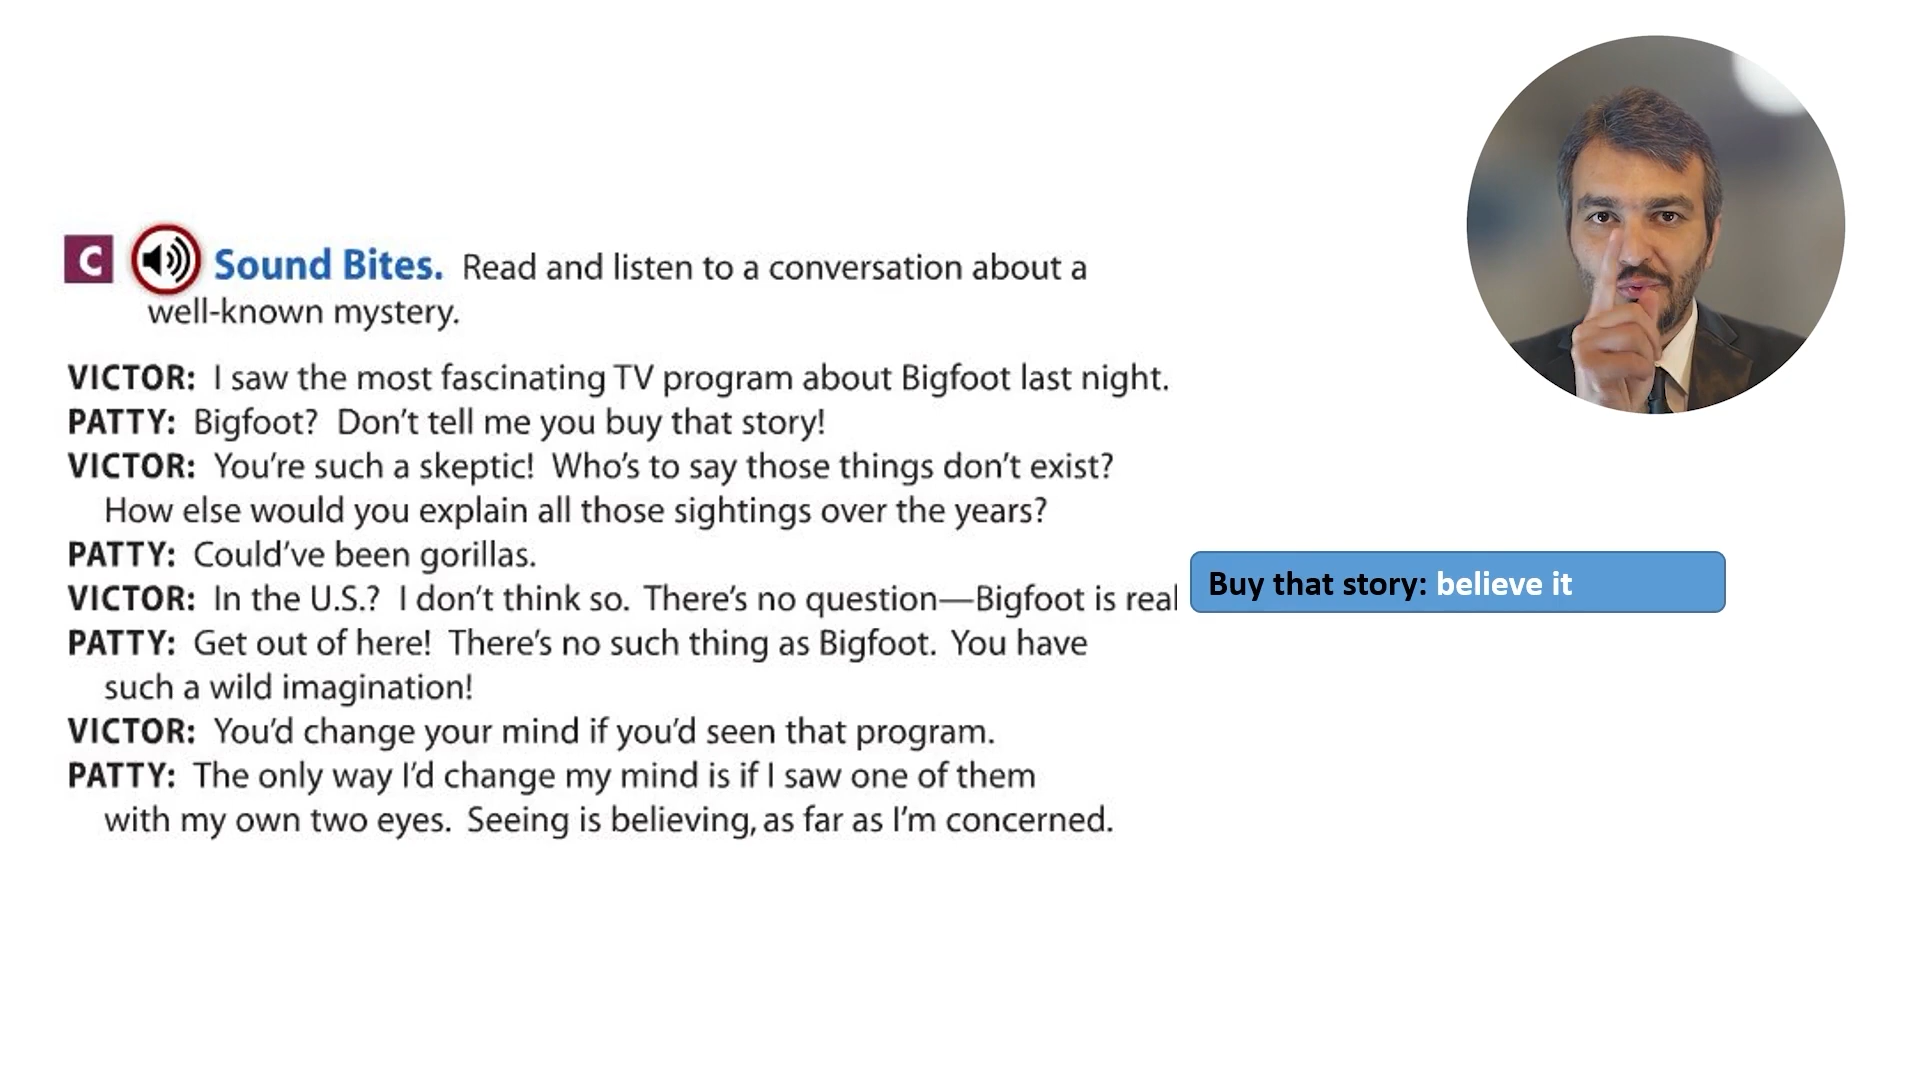 C Sound Bites. Read and listen to a conversation about a
well-known mystery.
VICTOR: I saw the most fascinating TV program about Bigfoot last night.
PATTY: Bigfoot? Don't tell me you buy that story!
VICTOR: You're such a skeptic! Who's to say those things don't exist?
How else would you explain all those sightings over the years?
PATTY: Could've been gorillas.
VICTOR: In the U.S.? I don't think so. There's no question—Bigfoot is real
PATTY: Get out of here! There's no such thing as Bigfoot. You have
such a wild imagination!
VICTOR: You'd change your mind if you'd seen that program.
PATTY: The only way I'd change my mind is if I saw one of them
with my own two eyes. Seeing is believing, as far as I'm concerned.
Buy that story: believe it